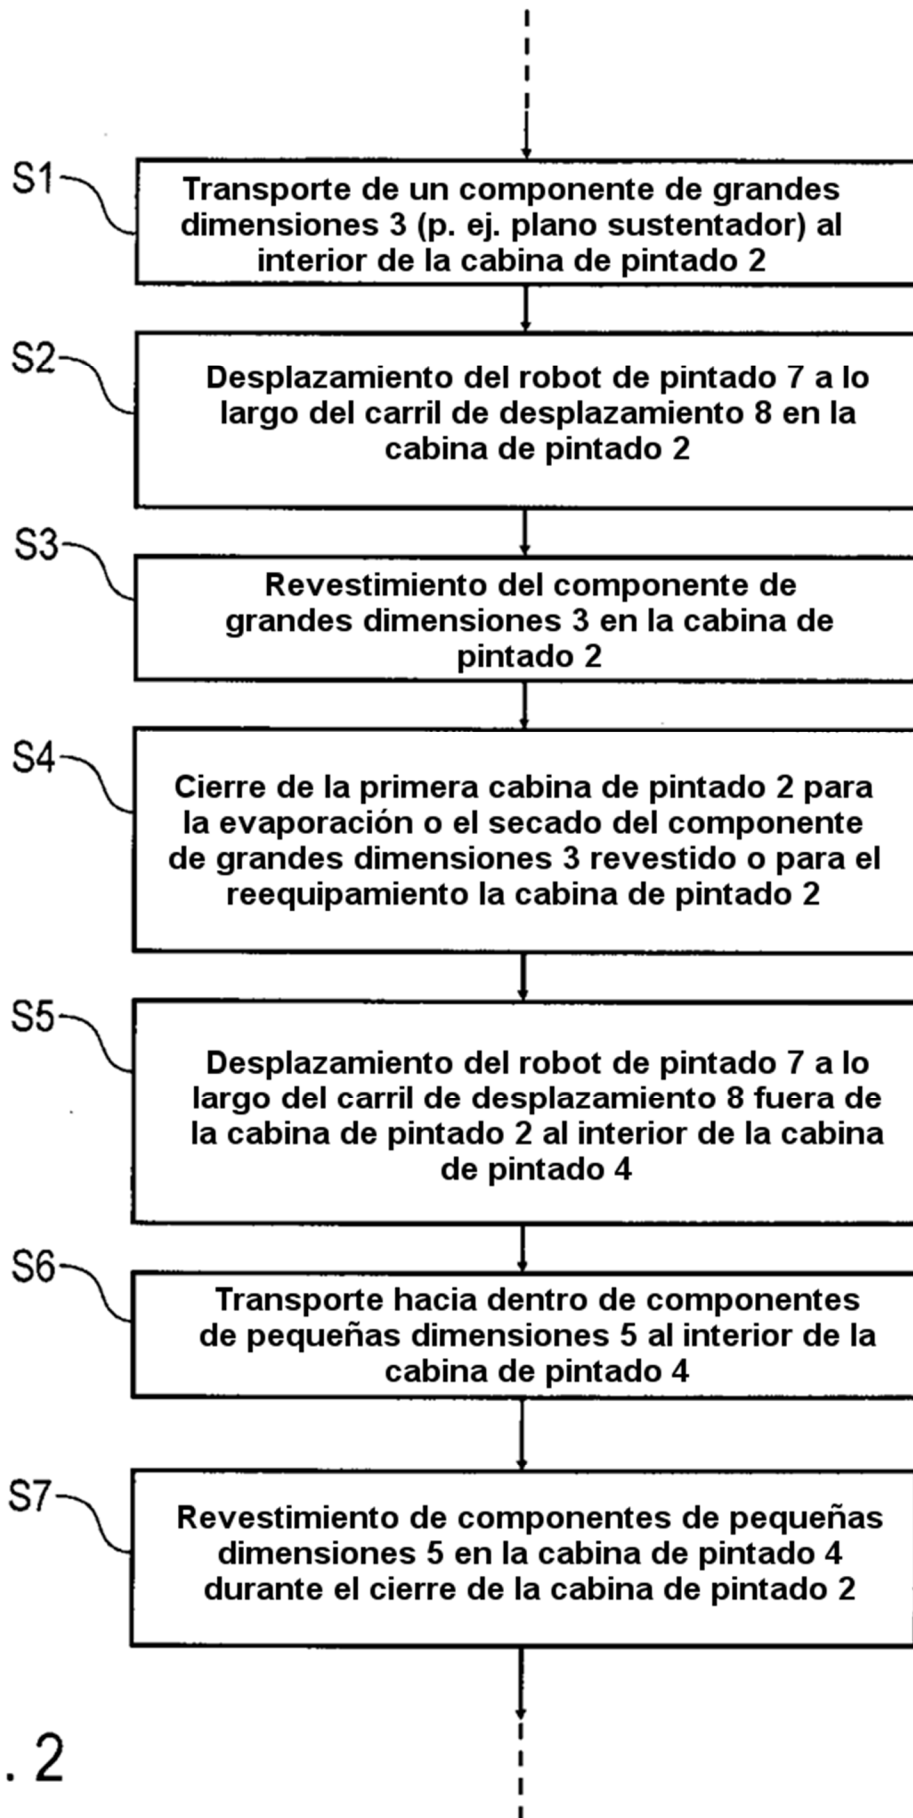 S1
Transporte de un componente de grandes
dimensiones 3 (p. ej. plano sustentador) al
interior de la cabina de pintado 2
S2
Desplazamiento del robot de pintado 7 a lo
largo del carril de desplazamiento 8 en la
cabina de pintado 2
S3
Revestimiento del componente de
grandes dimensiones 3 en la cabina de
pintado 2
S4
Cierre de la primera cabina de pintado 2 para
la evaporación o el secado del componente
de grandes dimensiones 3 revestido o para el
reequipamiento la cabina de pintado 2
S5
Desplazamiento del robot de pintado 7 a lo
largo del carril de desplazamiento 8 fuera de
la cabina de pintado 2 al interior de la cabina
de pintado 4
S6
Transporte hacia dentro de componentes
de pequeñas dimensiones 5 al interior de la
cabina de pintado 4
S7
Revestimiento de componentes de pequeñas
dimensiones 5 en la cabina de pintado 4
durante el cierre de la cabina de pintado 2
. 2